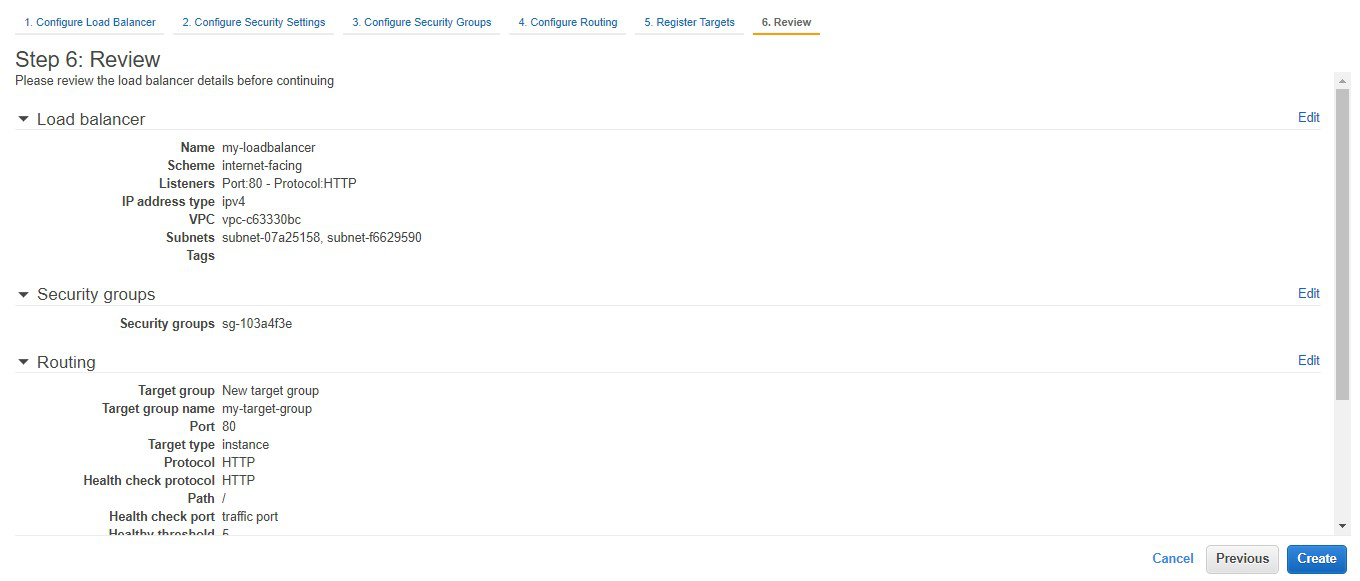 1. Configure Load Balancer 2. Configure Security Settings 3. Configure Security Groups 4. Configure Routing 5. Register Targets 6. Review
Step 6: Review
Please review the load balancer details before continuing
Load balancer Edit
Name my-loadbalancer
Scheme internet-facing
Listeners Port:80 - Protocol:HTTP
IP address type ipv4
VPC vpc-c63330bc
Subnets subnet-07a25158, subnet-f6629590
Tags
Security groups Edit
Security groups sg-103a4f3e
Routing Edit
Target group New target group
Target group name my-target-group
Port 80
Target type instance
Protocol HTTP
Health check protocol HTTP
Path /
Health check port traffic port
Healthy threshold 5
Cancel Previous Create